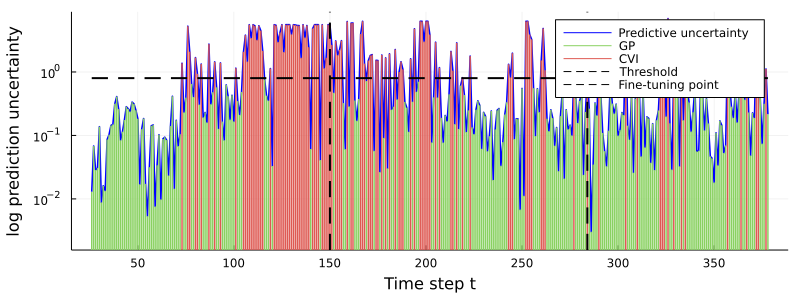 log prediction uncertainty
10⁰
10⁻¹
10⁻²
Predictive uncertainty
GP
CVI
Threshold
Fine-tuning point
50
100
150
200
250
300
350
Time step t